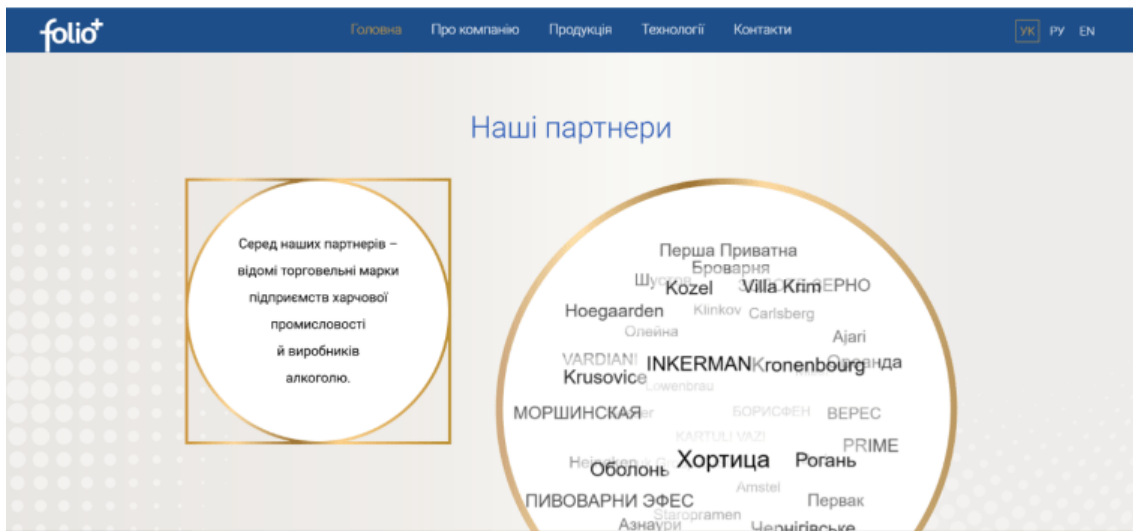 folio+
Головна Про компанію Продукція Технології Контакти
УК РУ EN
Наші партнери
Серед наших партнерів –
відомі торговельні марки
підприємств харчової
промисловості
й виробників
алкоголю.
Перша Приватна
Броварня
Kozel Villa Krim
Hoegaarden Klinkov Carlsberg
Олейна Ajari
VARDIANI INKERMAN Kronenbourg
Krusovice Lowenbrau
МОРШИНСКАЯ БОРИСФЕН ВЕРЕС
KARTULI VAZI PRIME
Хортица Рогань
Оболонь
Amstel
ПИВОВАРНИ ЭФЕС Первак
Staropramen
Азнаури Чернігівське